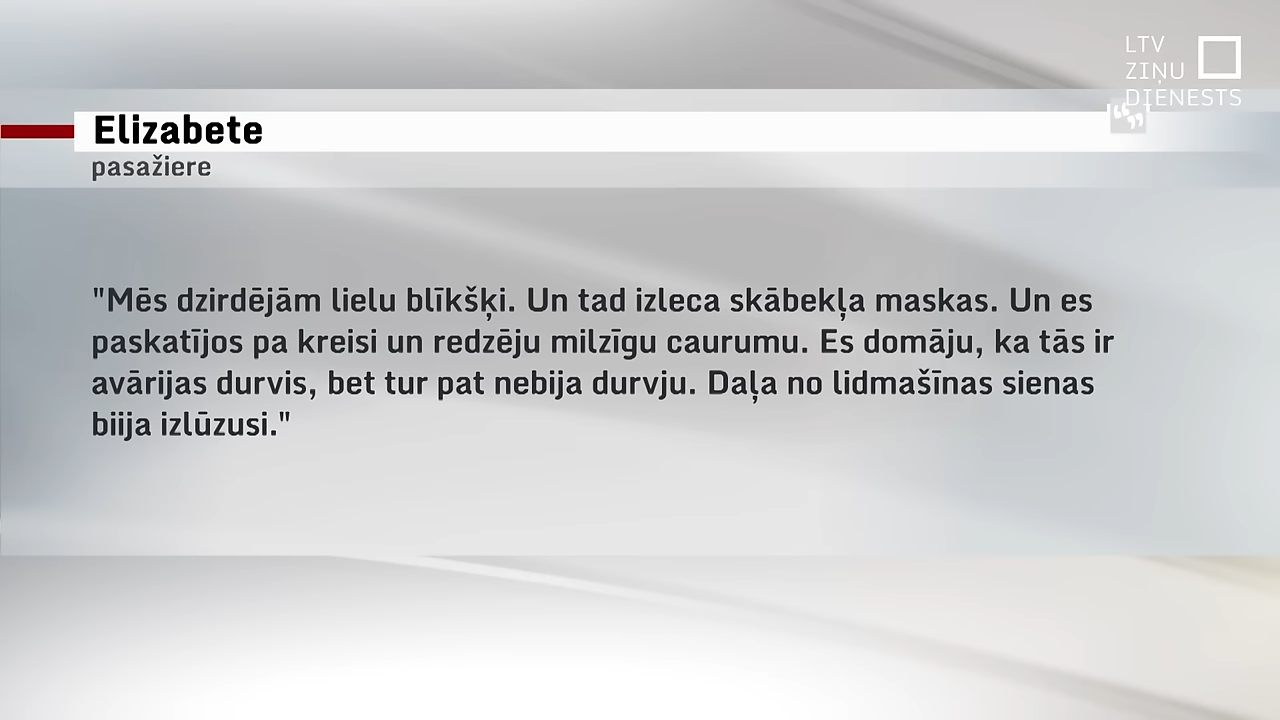 LTV
ZIŅU
DIENESTS
Elizabete
pasažiere
"Mēs dzirdējām lielu blīkšķi. Un tad izleca skābekļa maskas. Un es
paskatījos pa kreisi un redzēju milzīgu caurumu. Es domāju, ka tās ir
avārijas durvis, bet tur pat nebija durvju. Daļa no lidmašīnas sienas
biija izlūzusi."